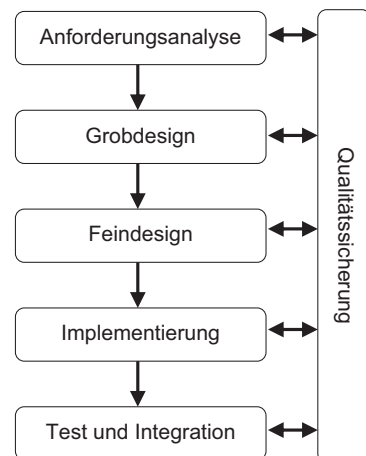 Anforderungsanalyse
Grobdesign
Feindesign
Implementierung
Test und Integration
Qualitätssicherung